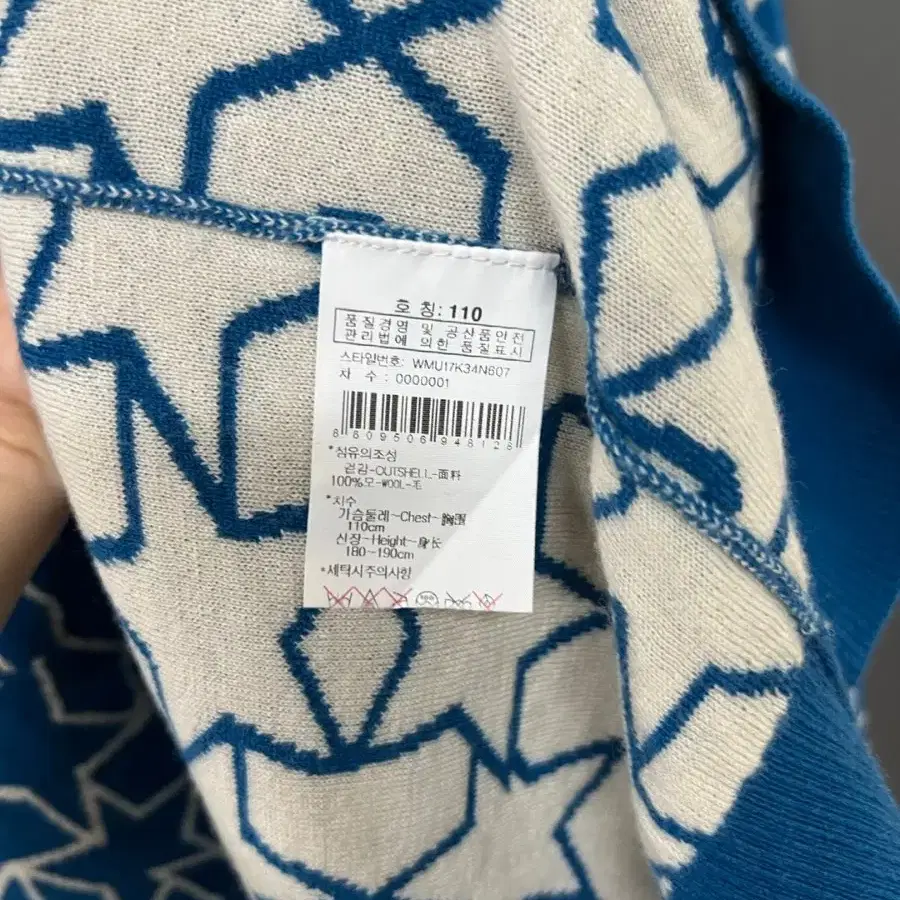 호 칭: 110
품질경영 및 공산품안전
관리법에 의한 품질표시
스타일번호: WMU17K34N607
차 수: 0000001
8809506948128
*섬유의조성
겉감-OUTSHELL-面料
100%모-WOOL-毛
*치수
가슴둘레-Chest-胸围
110cm
신장-Height-身长
180~190cm
*세탁시주의사항